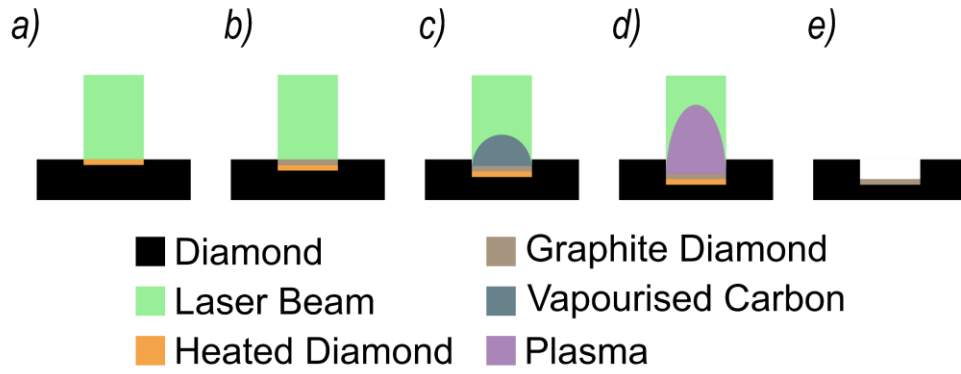 a) b) c) d) e)
Diamond Graphite Diamond
Laser Beam Vapourised Carbon
Heated Diamond Plasma